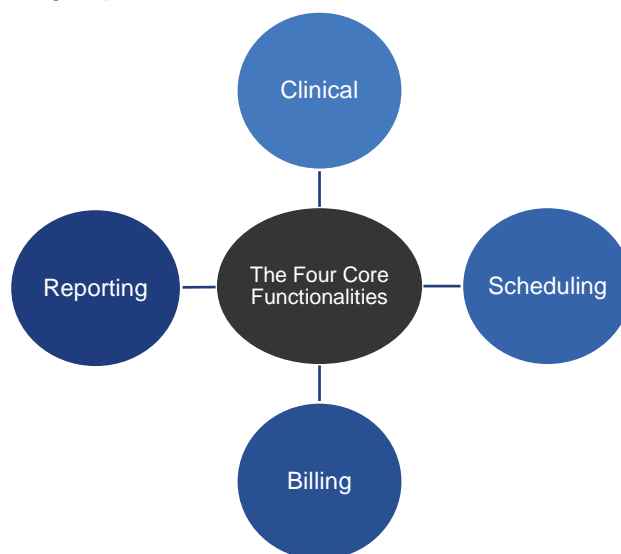 Clinical
The Four Core
Functionalities
Reporting
Scheduling
Billing